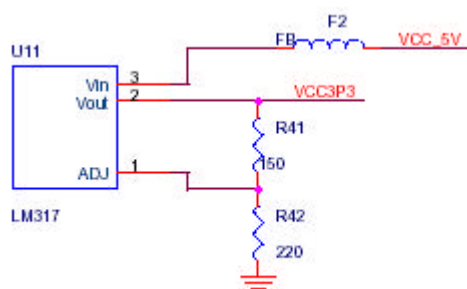 F2
U11
FB
VCC_5V
Vin
3
Vout
2
VCC3P3
R41
150
ADJ
1
R42
LM317
220